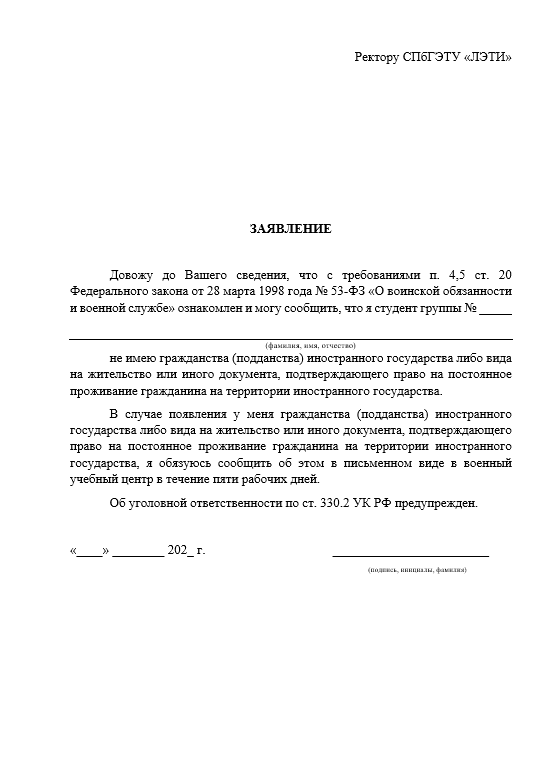 Ректору СПбГЭТУ «ЛЭТИ»
ЗАЯВЛЕНИЕ
Довожу до Вашего сведения, что с требованиями п. 4,5 ст. 20
Федерального закона от 28 марта 1998 года № 53-ФЗ «О воинской обязанности
и военной службе» ознакомлен и могу сообщить, что я студент группы № _____
(фамилия, имя, отчество)
не имею гражданства (подданства) иностранного государства либо вида
на жительство или иного документа, подтверждающего право на постоянное
проживание гражданина на территории иностранного государства.
В случае появления у меня гражданства (подданства) иностранного
государства либо вида на жительство или иного документа, подтверждающего
право на постоянное проживание гражданина на территории иностранного
государства, я обязуюсь сообщить об этом в письменном виде в военный
учебный центр в течение пяти рабочих дней.
Об уголовной ответственности по ст. 330.2 УК РФ предупрежден.
«____» ________ 202_ г. ________________________
(подпись, инициалы, фамилия)